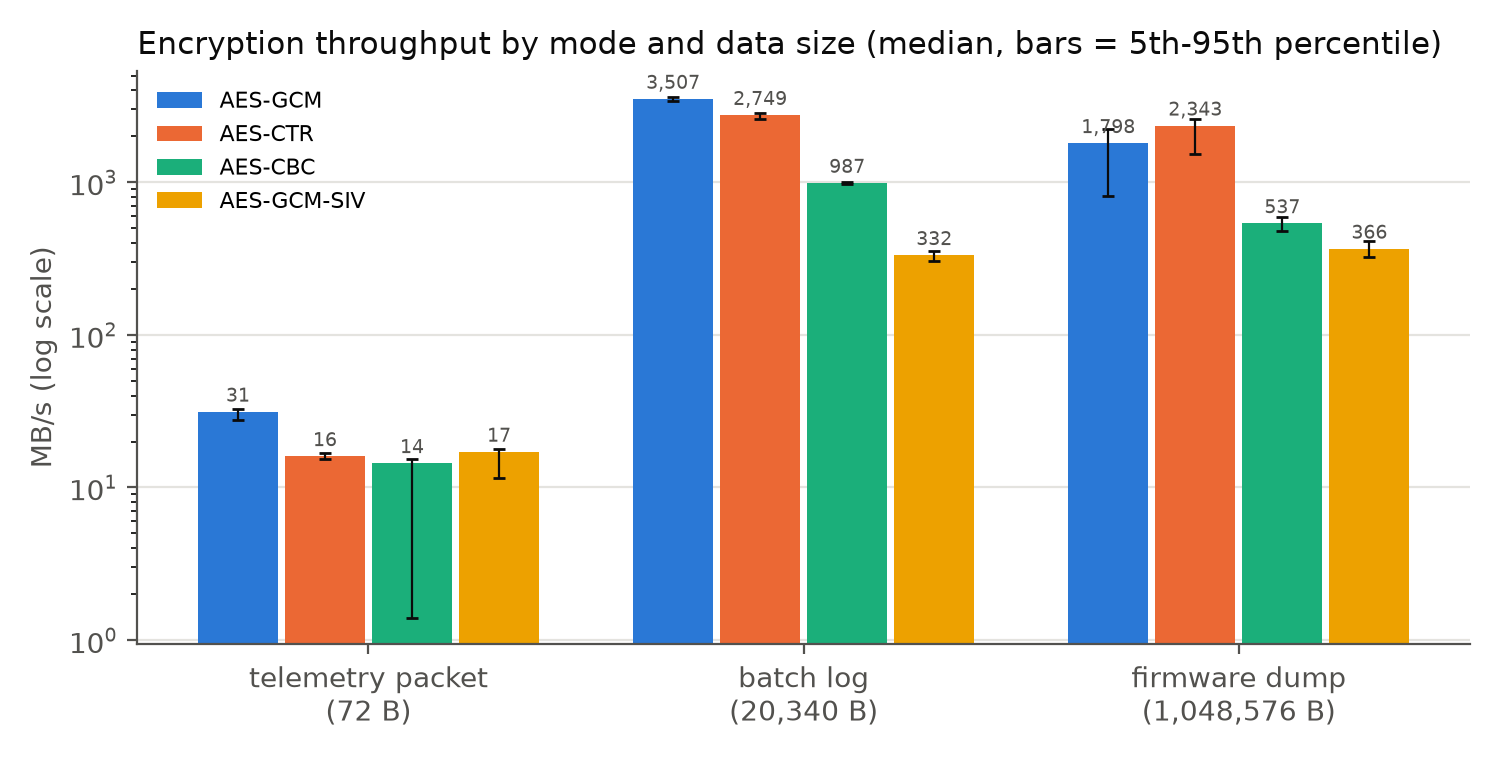 Encryption throughput by mode and data size (median, bars = 5th-95th percentile)
AES-GCM
AES-CTR
AES-CBC
AES-GCM-SIV
MB/s (log scale)
10³
10²
10¹
10⁰
31
16
14
17
3,507
2,749
987
332
1,798
2,343
537
366
telemetry packet
(72 B)
batch log
(20,340 B)
firmware dump
(1,048,576 B)